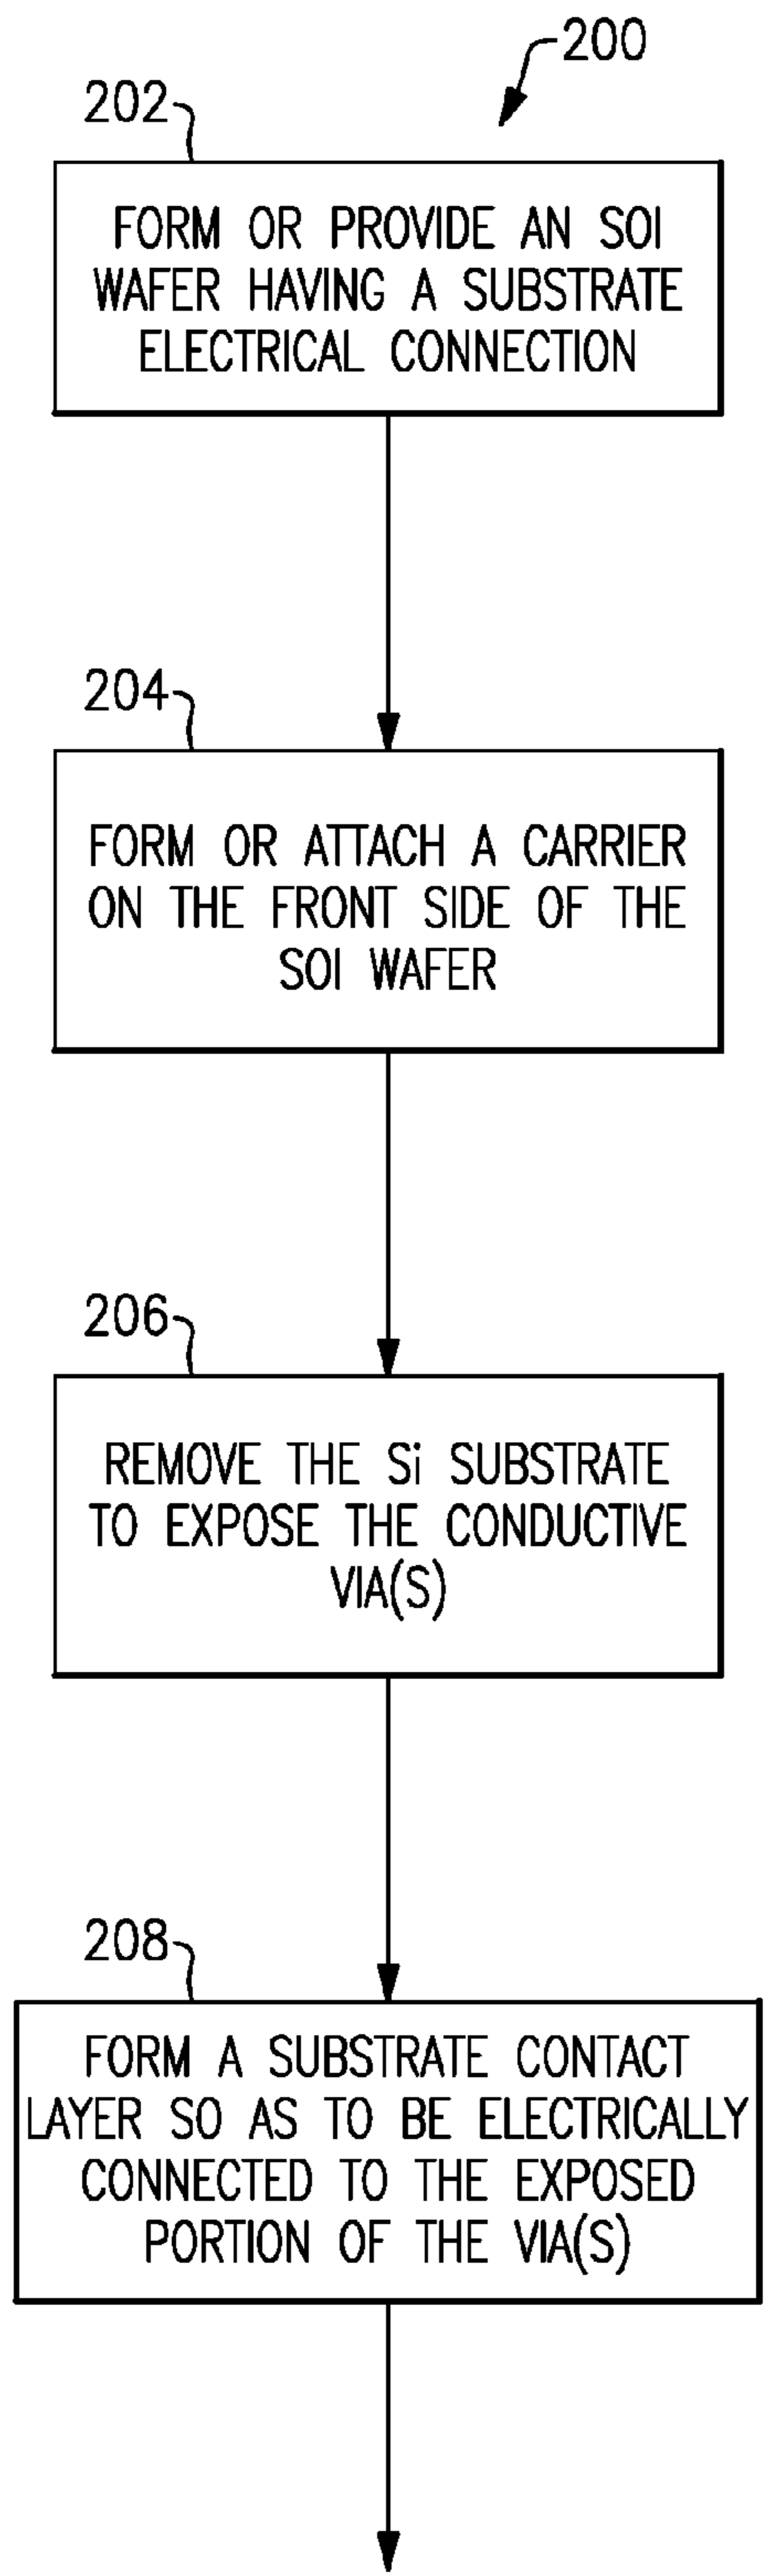 200
202
FORM OR PROVIDE AN SOI
WAFER HAVING A SUBSTRATE
ELECTRICAL CONNECTION
204
FORM OR ATTACH A CARRIER
ON THE FRONT SIDE OF THE
SOI WAFER
206
REMOVE THE Si SUBSTRATE
TO EXPOSE THE CONDUCTIVE
VIA(S)
208
FORM A SUBSTRATE CONTACT
LAYER SO AS TO BE ELECTRICALLY
CONNECTED TO THE EXPOSED
PORTION OF THE VIA(S)